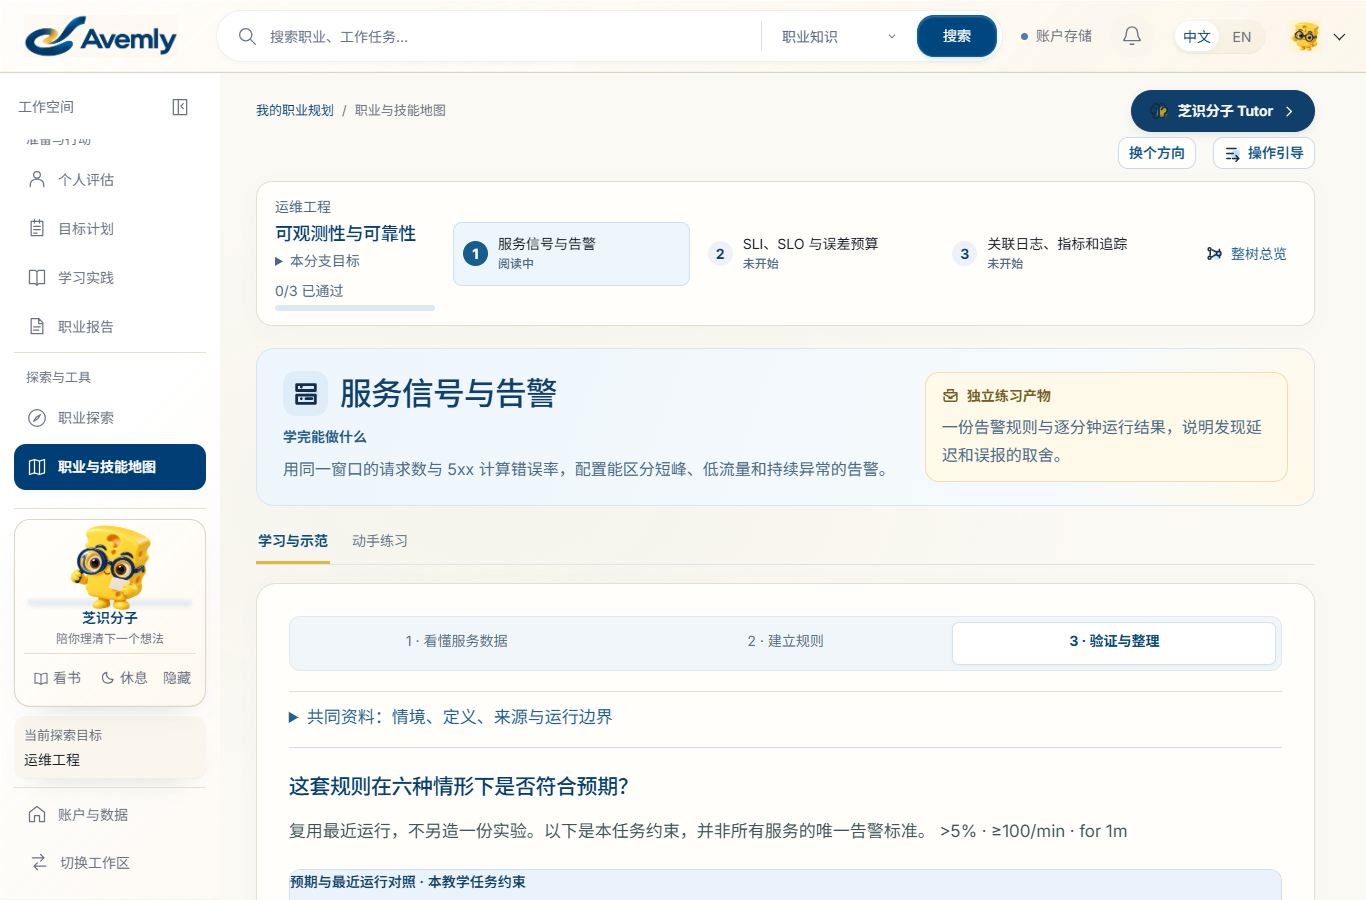 Avemly
搜索职业、工作任务...
职业知识
搜索
账户存储
中文
EN
工作空间
准备与行动
个人评估
目标计划
学习实践
职业报告
探索与工具
职业探索
职业与技能地图
芝识分子
陪你理清下一个想法
看书
休息
隐藏
当前探索目标
运维工程
账户与数据
切换工作区
我的职业规划 / 职业与技能地图
芝识分子 Tutor
换个方向
操作引导
运维工程
可观测性与可靠性
本分支目标
0/3 已通过
1
服务信号与告警
阅读中
2
SLI、SLO 与误差预算
未开始
3
关联日志、指标和追踪
未开始
整树总览
服务信号与告警
学完能做什么
用同一窗口的请求数与 5xx 计算错误率，配置能区分短峰、低流量和持续异常的告警。
独立练习产物
一份告警规则与逐分钟运行结果，说明发现延
迟和误报的取舍。
学习与示范
动手练习
1 · 看懂服务数据
2 · 建立规则
3 · 验证与整理
共同资料：情境、定义、来源与运行边界
这套规则在六种情形下是否符合预期？
复用最近运行，不另造一份实验。以下是本任务约束，并非所有服务的唯一告警标准。 >5% · ≥100/min · for 1m
预期与最近运行对照 · 本教学任务约束